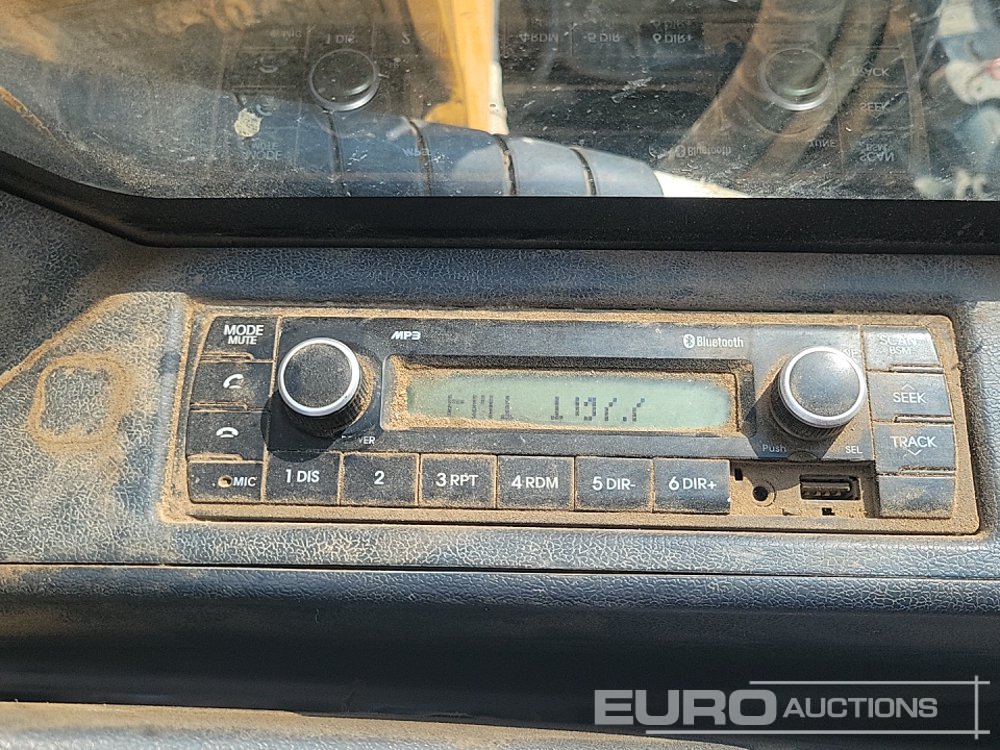 MODE
MUTE
MP3
Bluetooth
SCAN
BSM
SEEK
TRACK
MIC
Push
SEL
1 DIS
2
3 RPT
4 RDM
5 DIR-
6 DIR+
FM1 107.7
EURO AUCTIONS